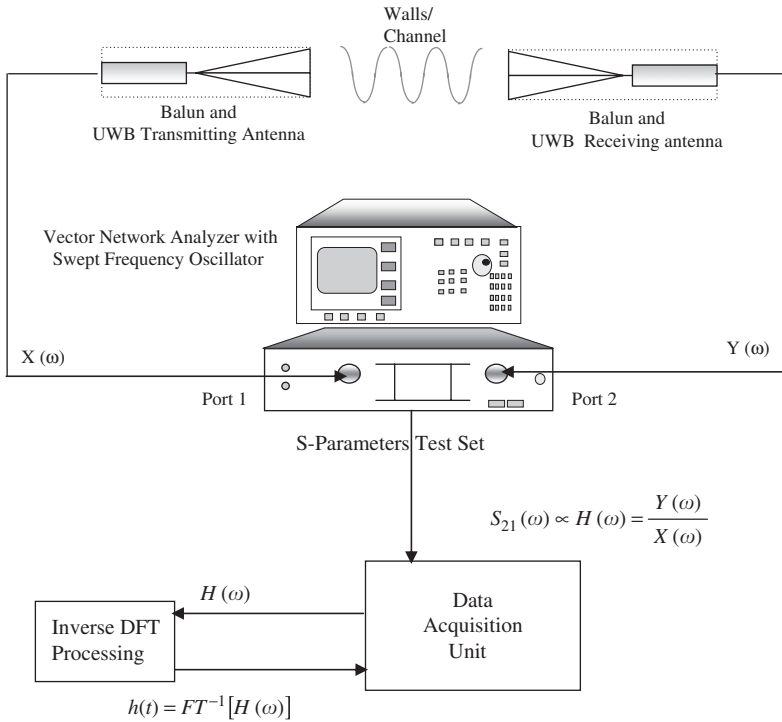 Walls/
Channel
Balun and
UWB Transmitting Antenna
Balun and
UWB Receiving antenna
Vector Network Analyzer with
Swept Frequency Oscillator
X (ω)
Y (ω)
Port 1
Port 2
S-Parameters Test Set
S₂₁(ω) ∝ H(ω) = Y(ω) / X(ω)
H (ω)
Inverse DFT
Processing
Data
Acquisition
Unit
h(t) = FT⁻¹[H(ω)]